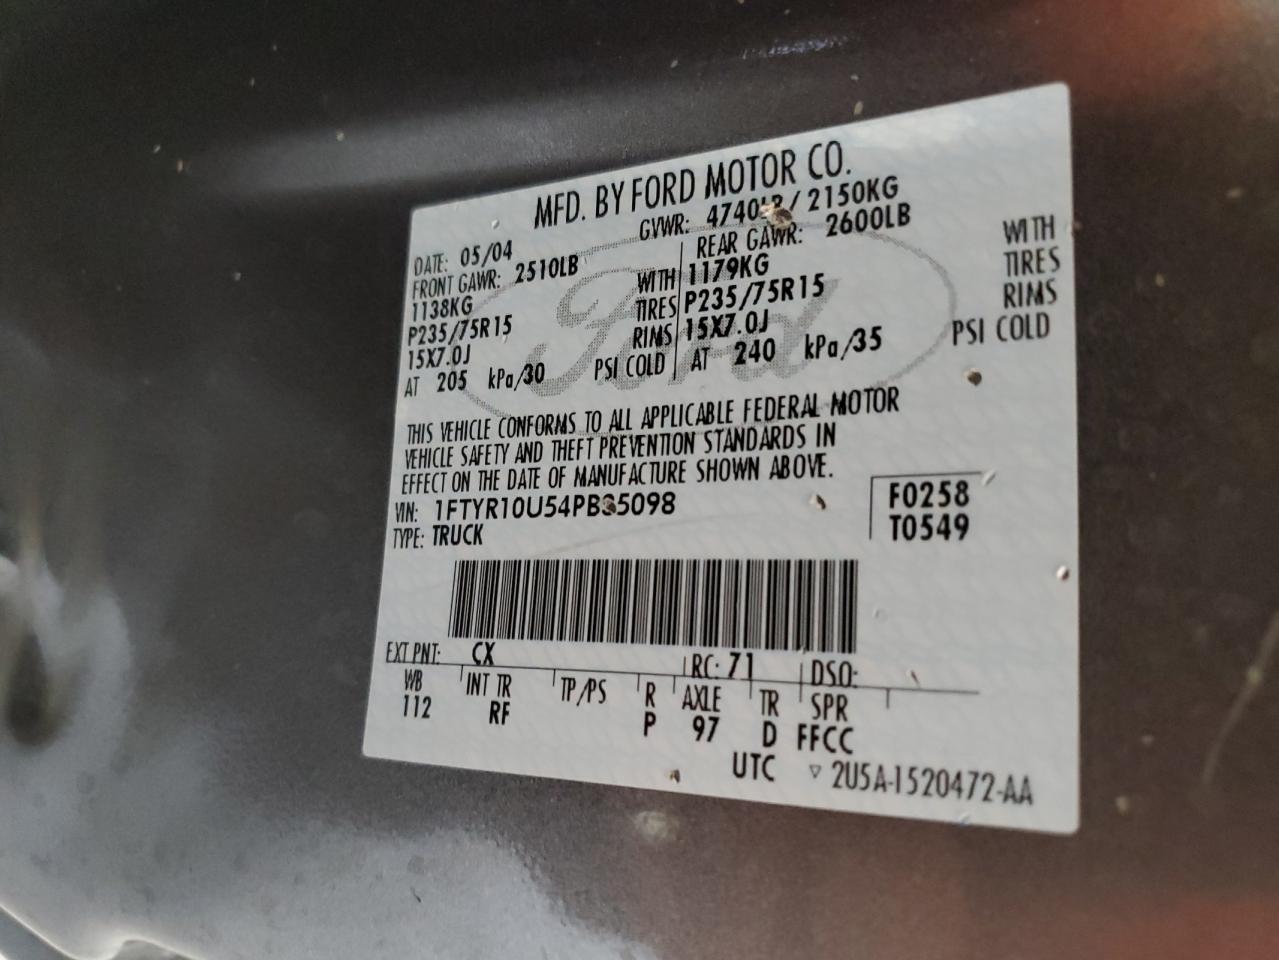 MFD. BY FORD MOTOR CO.
DATE: 05/04 GVWR: 4740LB / 2150KG
FRONT GAWR: 2510LB REAR GAWR: 2600LB
1138KG WITH 1179KG WITH
P235/75R15 TIRES P235/75R15 TIRES
15X7.0J RIMS 15X7.0J RIMS
AT 205 kPa/30 PSI COLD AT 240 kPa/35 PSI COLD
Ford
THIS VEHICLE CONFORMS TO ALL APPLICABLE FEDERAL MOTOR
VEHICLE SAFETY AND THEFT PREVENTION STANDARDS IN
EFFECT ON THE DATE OF MANUFACTURE SHOWN ABOVE.
VIN: 1FTYR10U54PB35098 F0258
TYPE: TRUCK T0549
EXT PNT: CX RC: 71 DSO:
WB INT TR TP/PS R AXLE TR SPR
112 RF P 97 D FFCC
UTC ▽ 2U5A-1520472-AA